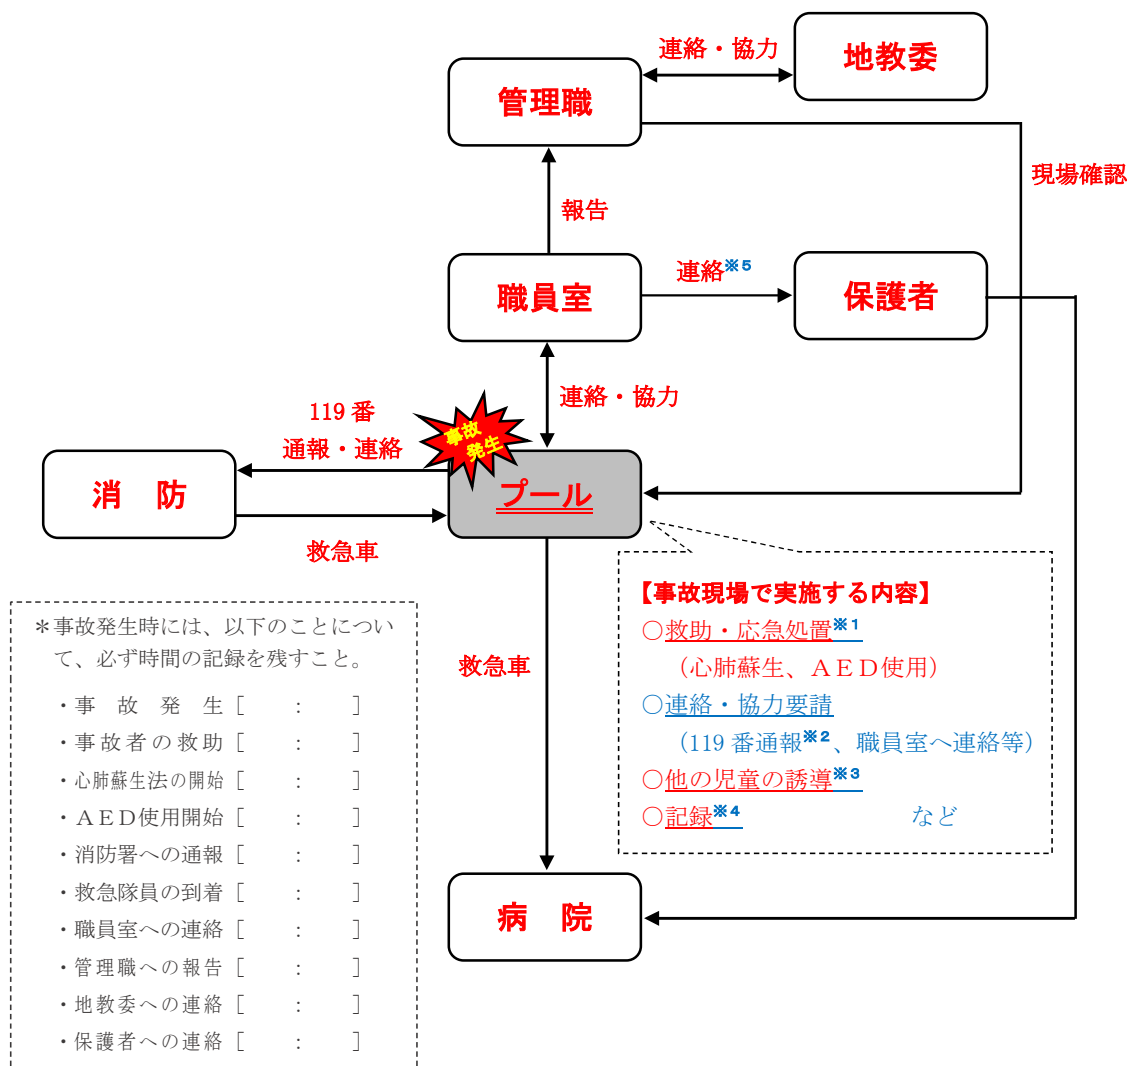 連絡・協力
地教委
管理職
現場確認
報告
職員室
連絡※5
保護者
連絡・協力
119 番
通報・連絡
事故
発生
消　防
プール
救急車
救急車
【事故現場で実施する内容】
○救助・応急処置※1
（心肺蘇生、ＡＥＤ使用）
○連絡・協力要請
（119 番通報※2、職員室へ連絡等）
○他の児童の誘導※3
○記録※4　　　　　など
＊事故発生時には、以下のことについ
て、必ず時間の記録を残すこと。
・事　故　発　生［　　：　　］
・事故者の救助［　　：　　］
・心肺蘇生法の開始［　　：　　］
・ＡＥＤ使用開始［　　：　　］
・消防署への通報［　　：　　］
・救急隊員の到着［　　：　　］
・職員室への連絡［　　：　　］
・管理職への報告［　　：　　］
・地教委への連絡［　　：　　］
・保護者への連絡［　　：　　］
病　院